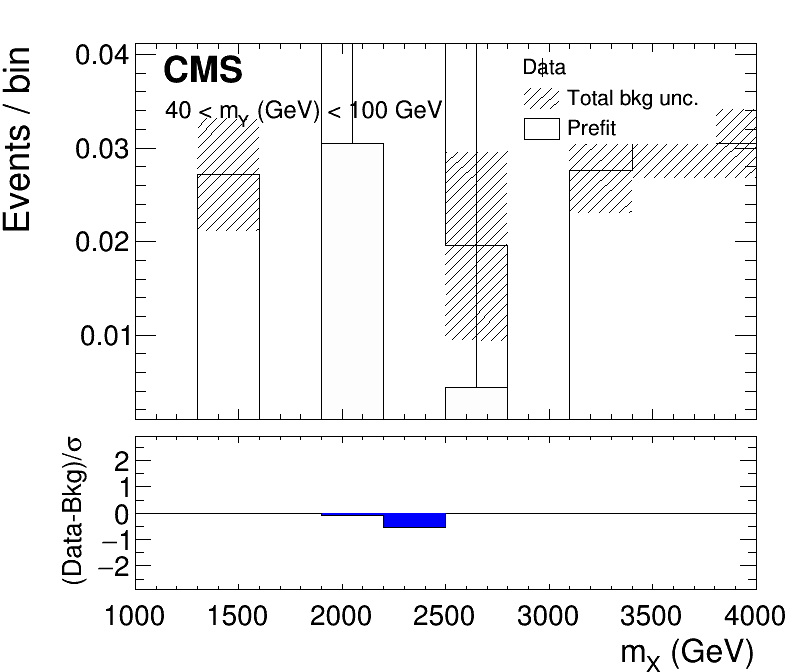 CMS
40 < mY (GeV) < 100 GeV
Data
Total bkg unc.
Prefit
Events / bin
0.04
0.03
0.02
0.01
(Data-Bkg)/σ
2
1
0
−1
−2
1000 1500 2000 2500 3000 3500 4000
mX (GeV)